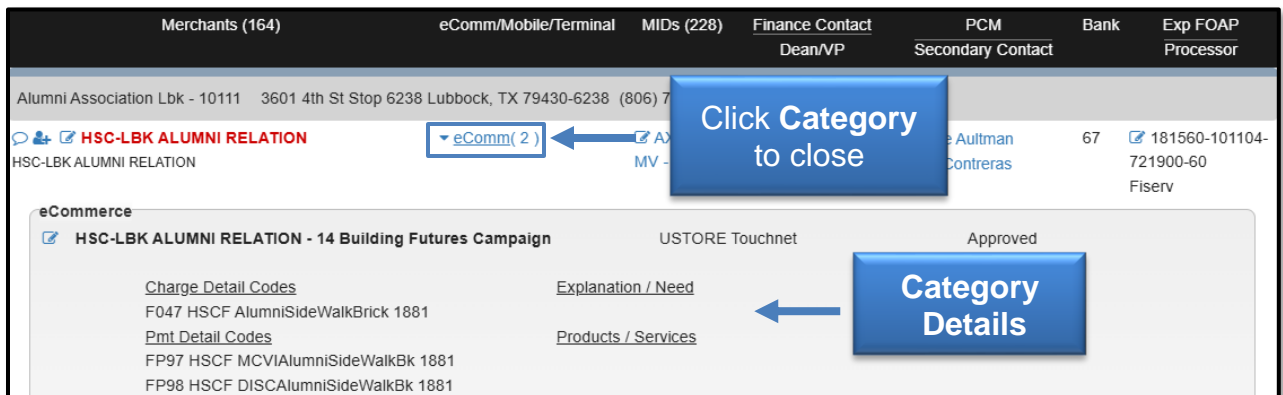 Merchants (164) eComm/Mobile/Terminal MIDs (228) Finance Contact PCM Bank Exp FOAP
Dean/VP Secondary Contact Processor
Alumni Association Lbk - 10111 3601 4th St Stop 6238 Lubbock, TX 79430-6238 (806) 7
Click Category
to close
HSC-LBK ALUMNI RELATION eComm( 2 ) Aultman 67 181560-101104-
HSC-LBK ALUMNI RELATION MV - Contreras 721900-60
Fiserv
eCommerce
HSC-LBK ALUMNI RELATION - 14 Building Futures Campaign USTORE Touchnet Approved
Category
Details
Charge Detail Codes Explanation / Need
F047 HSCF AlumniSideWalkBrick 1881
Pmt Detail Codes Products / Services
FP97 HSCF MCVIAlumniSideWalkBk 1881
FP98 HSCF DISCAlumniSideWalkBk 1881